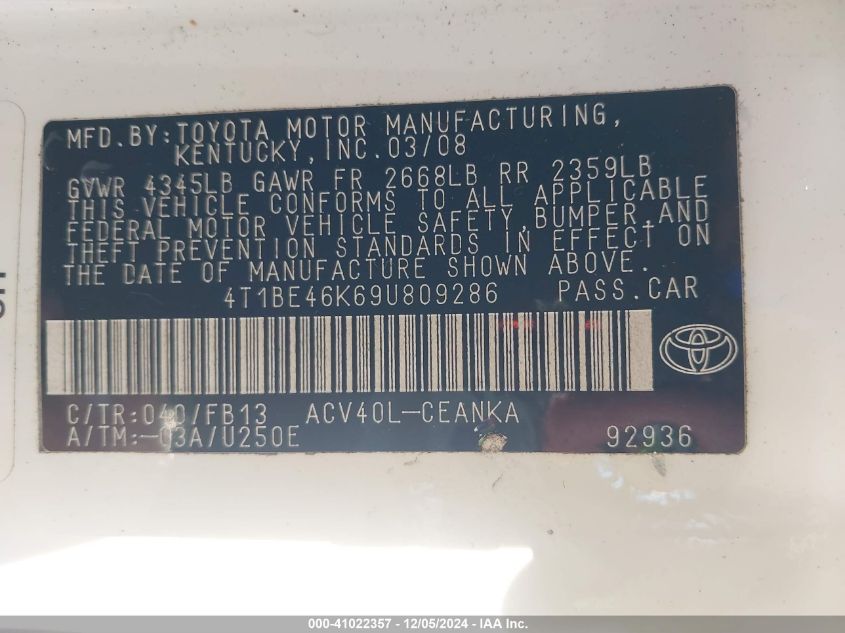 MFD.BY:TOYOTA MOTOR MANUFACTURING,
KENTUCKY,INC.03/08
GVWR 4345LB GAWR FR 2668LB RR 2359LB
THIS VEHICLE CONFORMS TO ALL APPLICABLE
FEDERAL MOTOR VEHICLE SAFETY,BUMPER,AND
THEFT PREVENTION STANDARDS IN EFFECT ON
THE DATE OF MANUFACTURE SHOWN ABOVE.
4T1BE46K69U809286 PASS.CAR
C/TR:040/FB13 ACV40L-CEANKA
A/TM:-03A/U250E 92936
000-41022357 - 12/05/2024 - IAAI Inc.